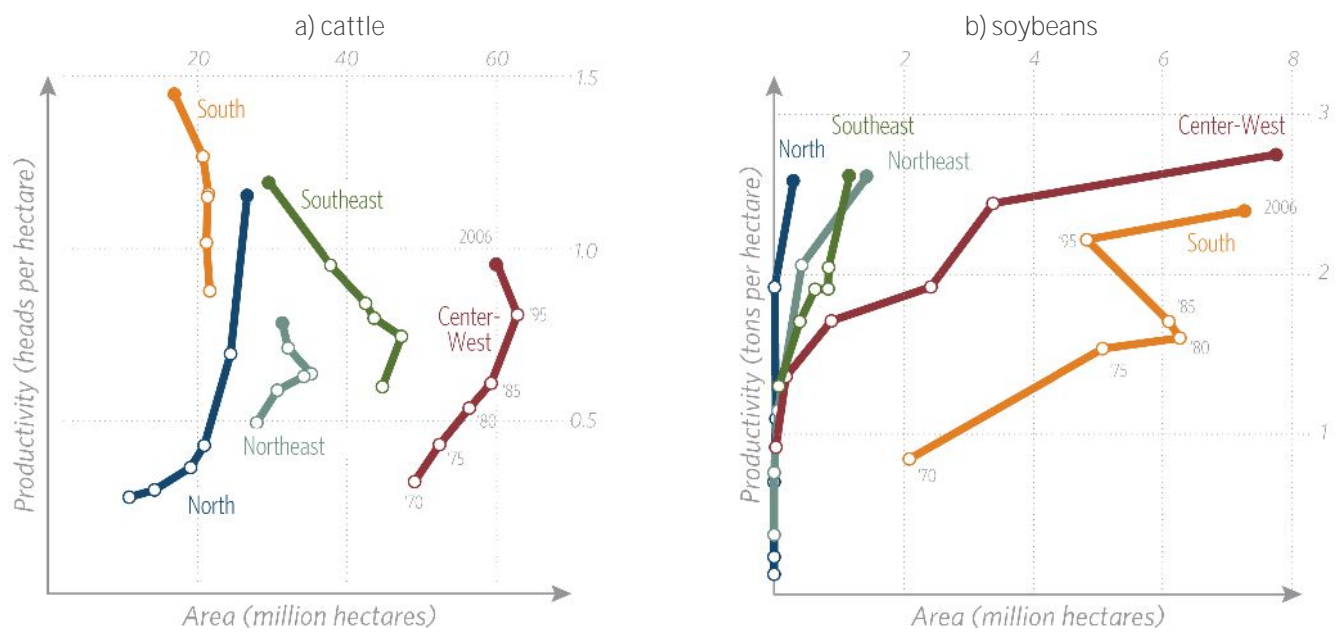 a) cattle
20 40 60
1.5
South
Southeast
2006
1.0
Center-
West
'95
'85
'80
0.5
'75
Northeast
'70
North
Productivity (heads per hectare)
Area (million hectares)
b) soybeans
2 4 6 8
3
Southeast
Center-West
North
Northeast
2006
'95
South
2
'85
'80
'75
1
'70
Productivity (tons per hectare)
Area (million hectares)